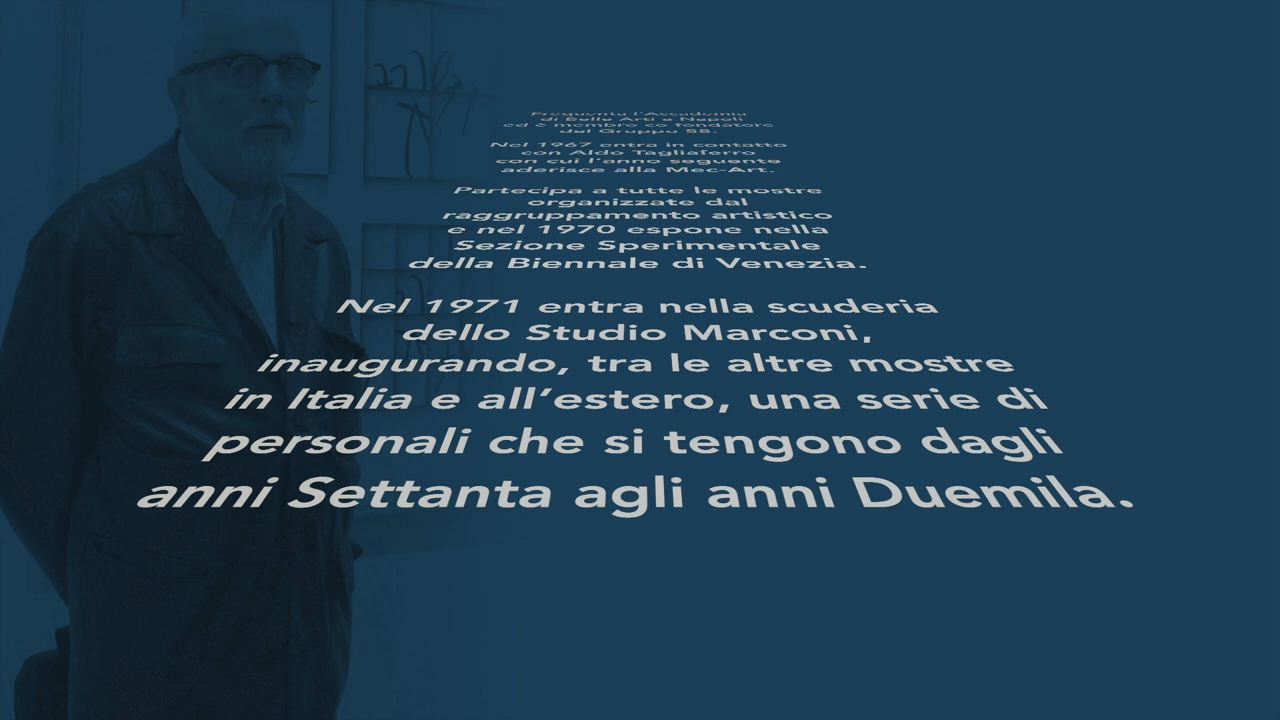 Frequenta l'Accademia
di Belle Arti a Napoli
ed è membro co fondatore
del Gruppo 58.
Nel 1967 entra in contatto
con Aldo Tagliaferro
con cui l'anno seguente
aderisce alla Mec-Art.
Partecipa a tutte le mostre
organizzate dal
raggruppamento artistico
e nel 1970 espone nella
Sezione Sperimentale
della Biennale di Venezia.
Nel 1971 entra nella scuderia
dello Studio Marconi,
inaugurando, tra le altre mostre
in Italia e all’estero, una serie di
personali che si tengono dagli
anni Settanta agli anni Duemila.